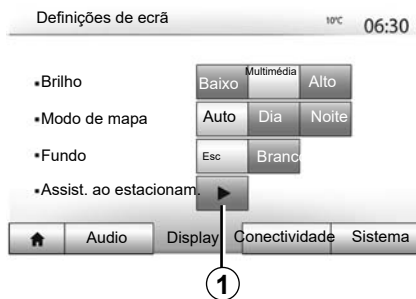 Definições de ecrã 10°C 06:30
▪Brilho Baixo Multimédia Alto
▪Modo de mapa Auto Dia Noite
▪Fundo Esc Branco
▪Assist. ao estacionam.
Audio Display Conectividade Sistema
1